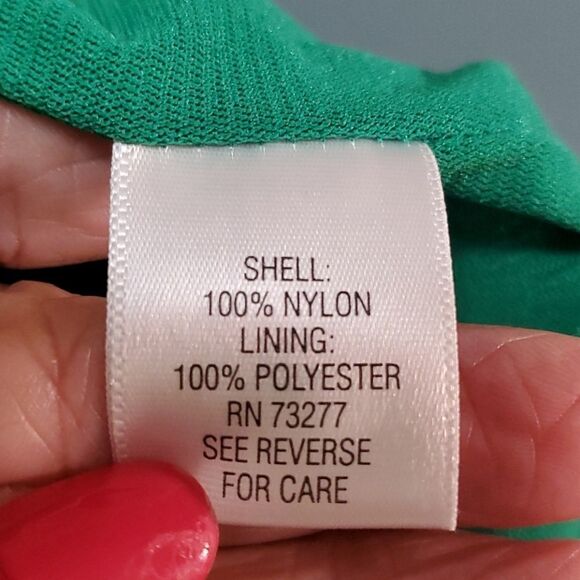 SHELL:
100% NYLON
LINING:
100% POLYESTER
RN 73277
SEE REVERSE
FOR CARE